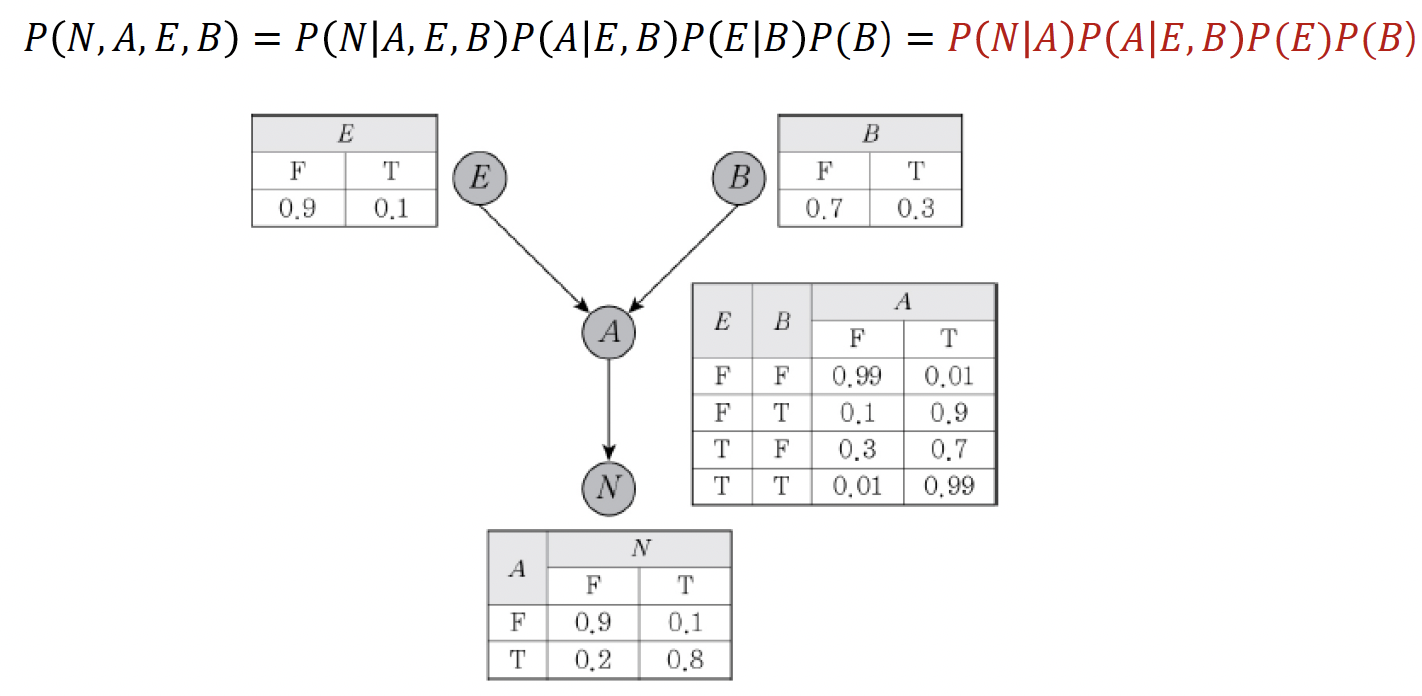 P(N,A,E,B) = P(N|A,E,B)P(A|E,B)P(E|B)P(B) = P(N|A)P(A|E,B)P(E)P(B)
E
F T
0.9 0.1
E
B
B
F T
0.7 0.3
A
E B A
F T
F F 0.99 0.01
F T 0.1 0.9
T F 0.3 0.7
T T 0.01 0.99
N
A N
F T
F 0.9 0.1
T 0.2 0.8